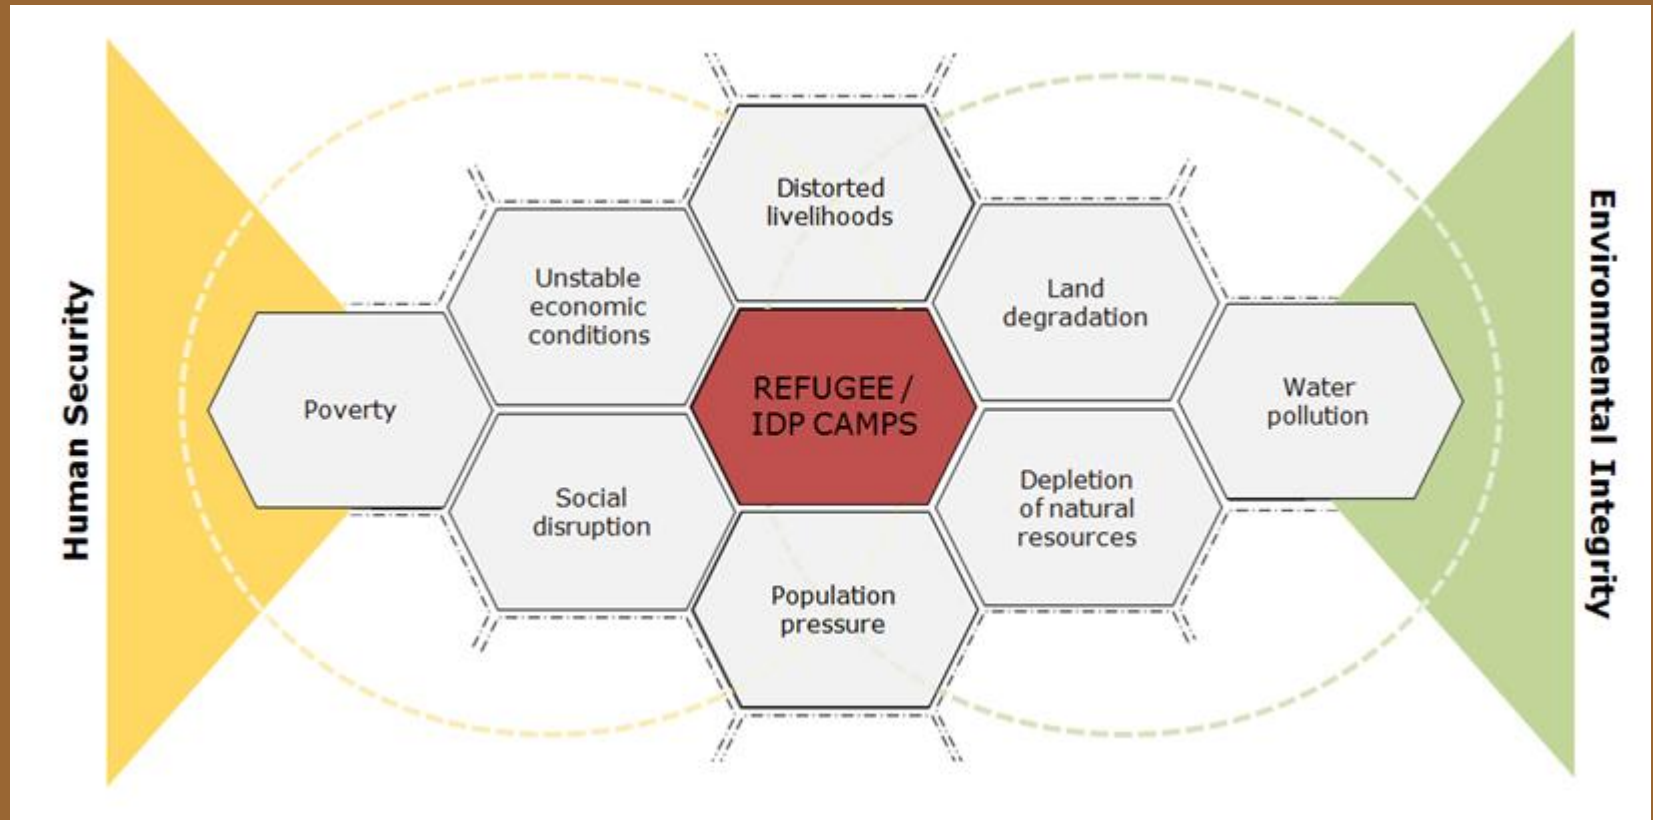 Human Security
Poverty
Unstable
economic
conditions
Social
disruption
Distorted
livelihoods
REFUGEE /
IDP CAMPS
Population
pressure
Land
degradation
Depletion
of natural
resources
Water
pollution
Environmental Integrity